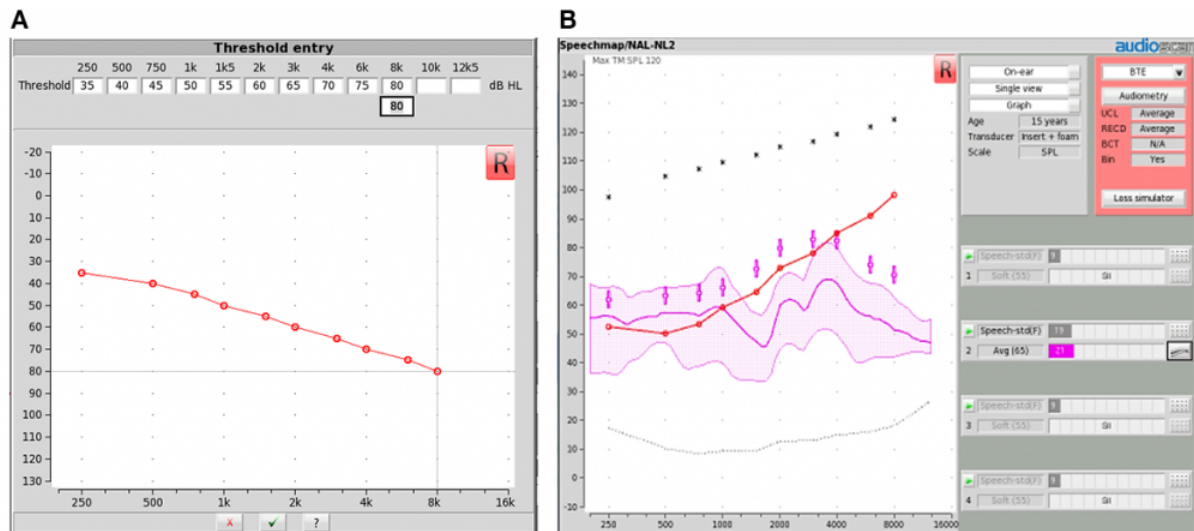 A
Threshold entry
250 500 750 1k 1k5 2k 3k 4k 6k 8k 10k 12k5
Threshold 35 40 45 50 55 60 65 70 75 80 dB HL
80
R
-20
-10
0
10
20
30
40
50
60
70
80
90
100
110
120
130
250 500 1k 2k 4k 8k 16k
x ✓ ?
B
Speechmap/NAL-NL2
audioscan
Max TM SPL 120
R
140
130
120
110
100
90
80
70
60
50
40
30
20
10
0
-10
250 500 1000 2000 4000 8000 16000
On-ear
Single view
Graph
Age 15 years
Transducer Insert + foam
Scale SPL
BTE
Audiometry
UCL Average
RECD Average
BCT N/A
Bin Yes
Loss simulator
Speech-std(F) 9
1 Soft (55) SII
Speech-std(F) 19
2 Avg (65) 21
Speech-std(F) 9
3 Soft (55) SII
Speech-std(F) 9
4 Soft (55) SII